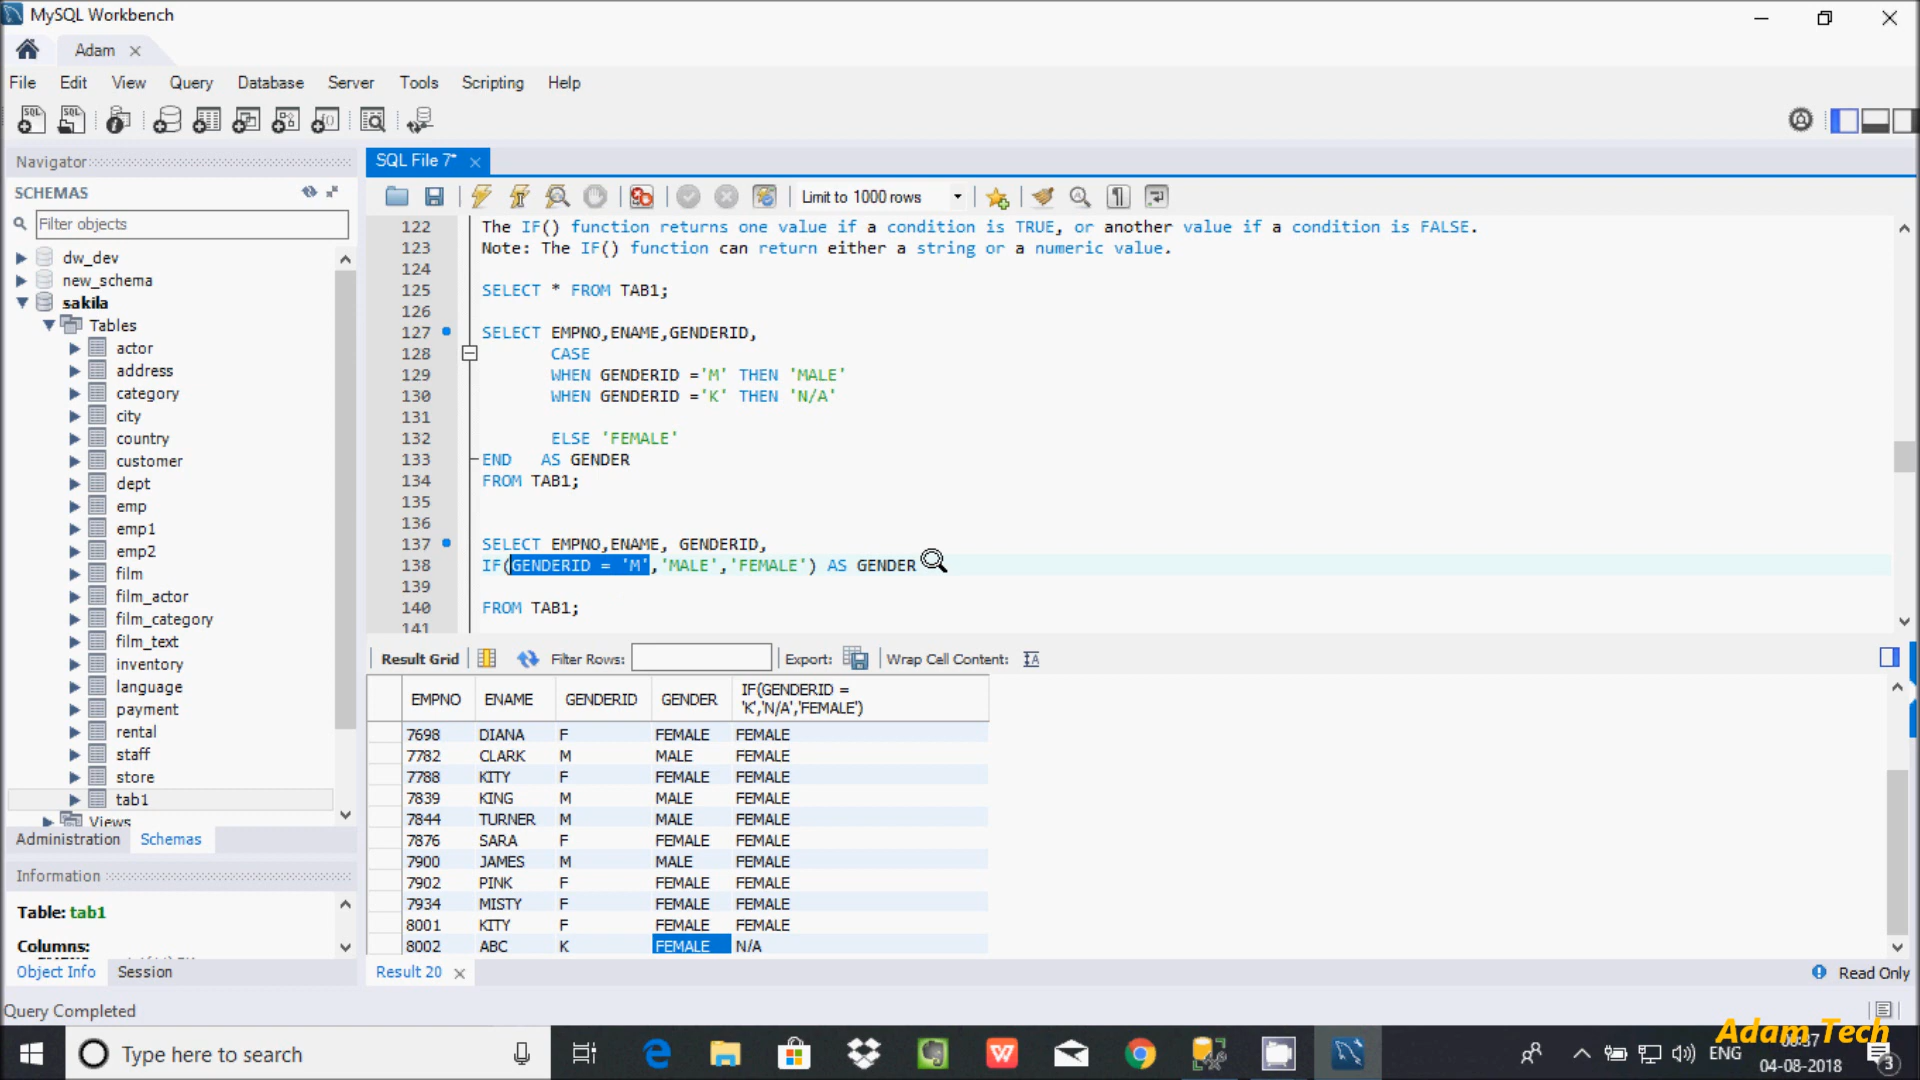 MySQL Workbench
Adam
File Edit View Query Database Server Tools Scripting Help
Navigator
SCHEMAS
Filter objects
dw_dev
new_schema
sakila
Tables
actor
address
category
city
country
customer
dept
emp
emp1
emp2
film
film_actor
film_category
film_text
inventory
language
payment
rental
staff
store
tab1
Views
Administration Schemas
Information
Table: tab1
Columns:
Object Info Session
SQL File 7*
Limit to 1000 rows
122 The IF() function returns one value if a condition is TRUE, or another value if a condition is FALSE.
123 Note: The IF() function can return either a string or a numeric value.
124
125 SELECT * FROM TAB1;
126
127 SELECT EMPNO,ENAME,GENDERID,
128 CASE
129 WHEN GENDERID ='M' THEN 'MALE'
130 WHEN GENDERID ='K' THEN 'N/A'
131
132 ELSE 'FEMALE'
133 END AS GENDER
134 FROM TAB1;
135
136
137 SELECT EMPNO,ENAME, GENDERID,
138 IF(GENDERID = 'M','MALE','FEMALE') AS GENDER
139
140 FROM TAB1;
141
Result Grid Filter Rows: Export: Wrap Cell Content:
EMPNO ENAME GENDERID GENDER IF(GENDERID = 'K','N/A','FEMALE')
7698 DIANA F FEMALE FEMALE
7782 CLARK M MALE FEMALE
7788 KITY F FEMALE FEMALE
7839 KING M MALE FEMALE
7844 TURNER M MALE FEMALE
7876 SARA F FEMALE FEMALE
7900 JAMES M MALE FEMALE
7902 PINK F FEMALE FEMALE
7934 MISTY F FEMALE FEMALE
8001 KITY F FEMALE FEMALE
8002 ABC K FEMALE N/A
Result 20
Read Only
Query Completed
Adam Tech
Type here to search
ENG
04-08-2018
3